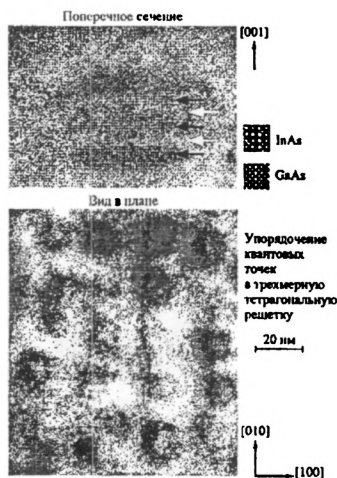 Поперечное сечение
[001]
InAs
GaAs
Вид в плане
Упорядочение
квантовых
точек
в трехмерную
тетрагональную
решетку
20 нм
[010]
[100]